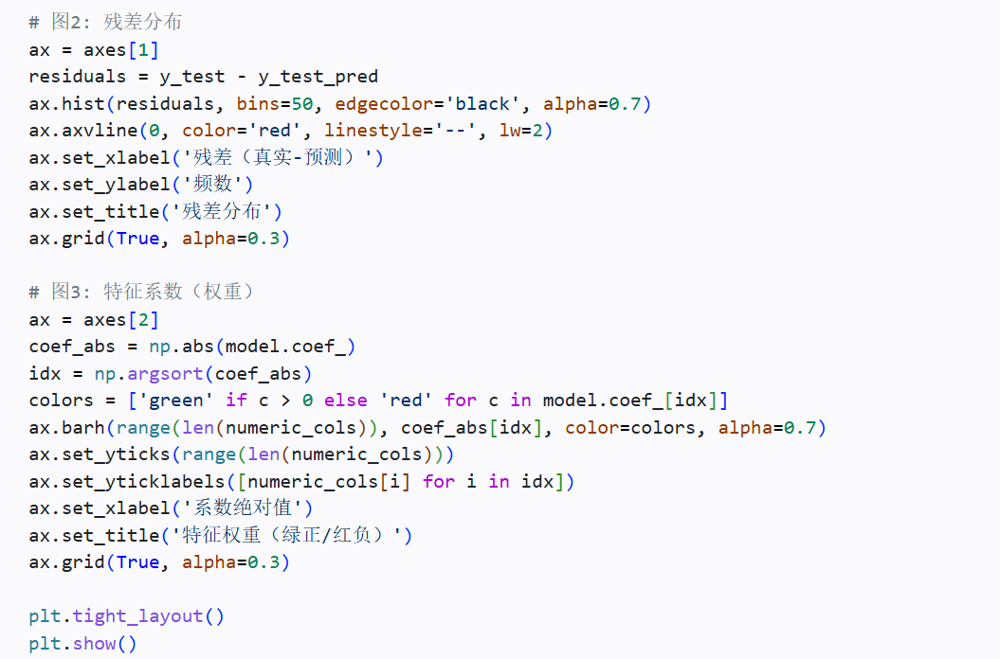 # 图2: 残差分布
ax = axes[1]
residuals = y_test - y_test_pred
ax.hist(residuals, bins=50, edgecolor='black', alpha=0.7)
ax.axvline(0, color='red', linestyle='--', lw=2)
ax.set_xlabel('残差（真实-预测）')
ax.set_ylabel('频数')
ax.set_title('残差分布')
ax.grid(True, alpha=0.3)

# 图3: 特征系数（权重）
ax = axes[2]
coef_abs = np.abs(model.coef_)
idx = np.argsort(coef_abs)
colors = ['green' if c > 0 else 'red' for c in model.coef_[idx]]
ax.barh(range(len(numeric_cols)), coef_abs[idx], color=colors, alpha=0.7)
ax.set_yticks(range(len(numeric_cols)))
ax.set_yticklabels([numeric_cols[i] for i in idx])
ax.set_xlabel('系数绝对值')
ax.set_title('特征权重（绿正/红负）')
ax.grid(True, alpha=0.3)

plt.tight_layout()
plt.show()